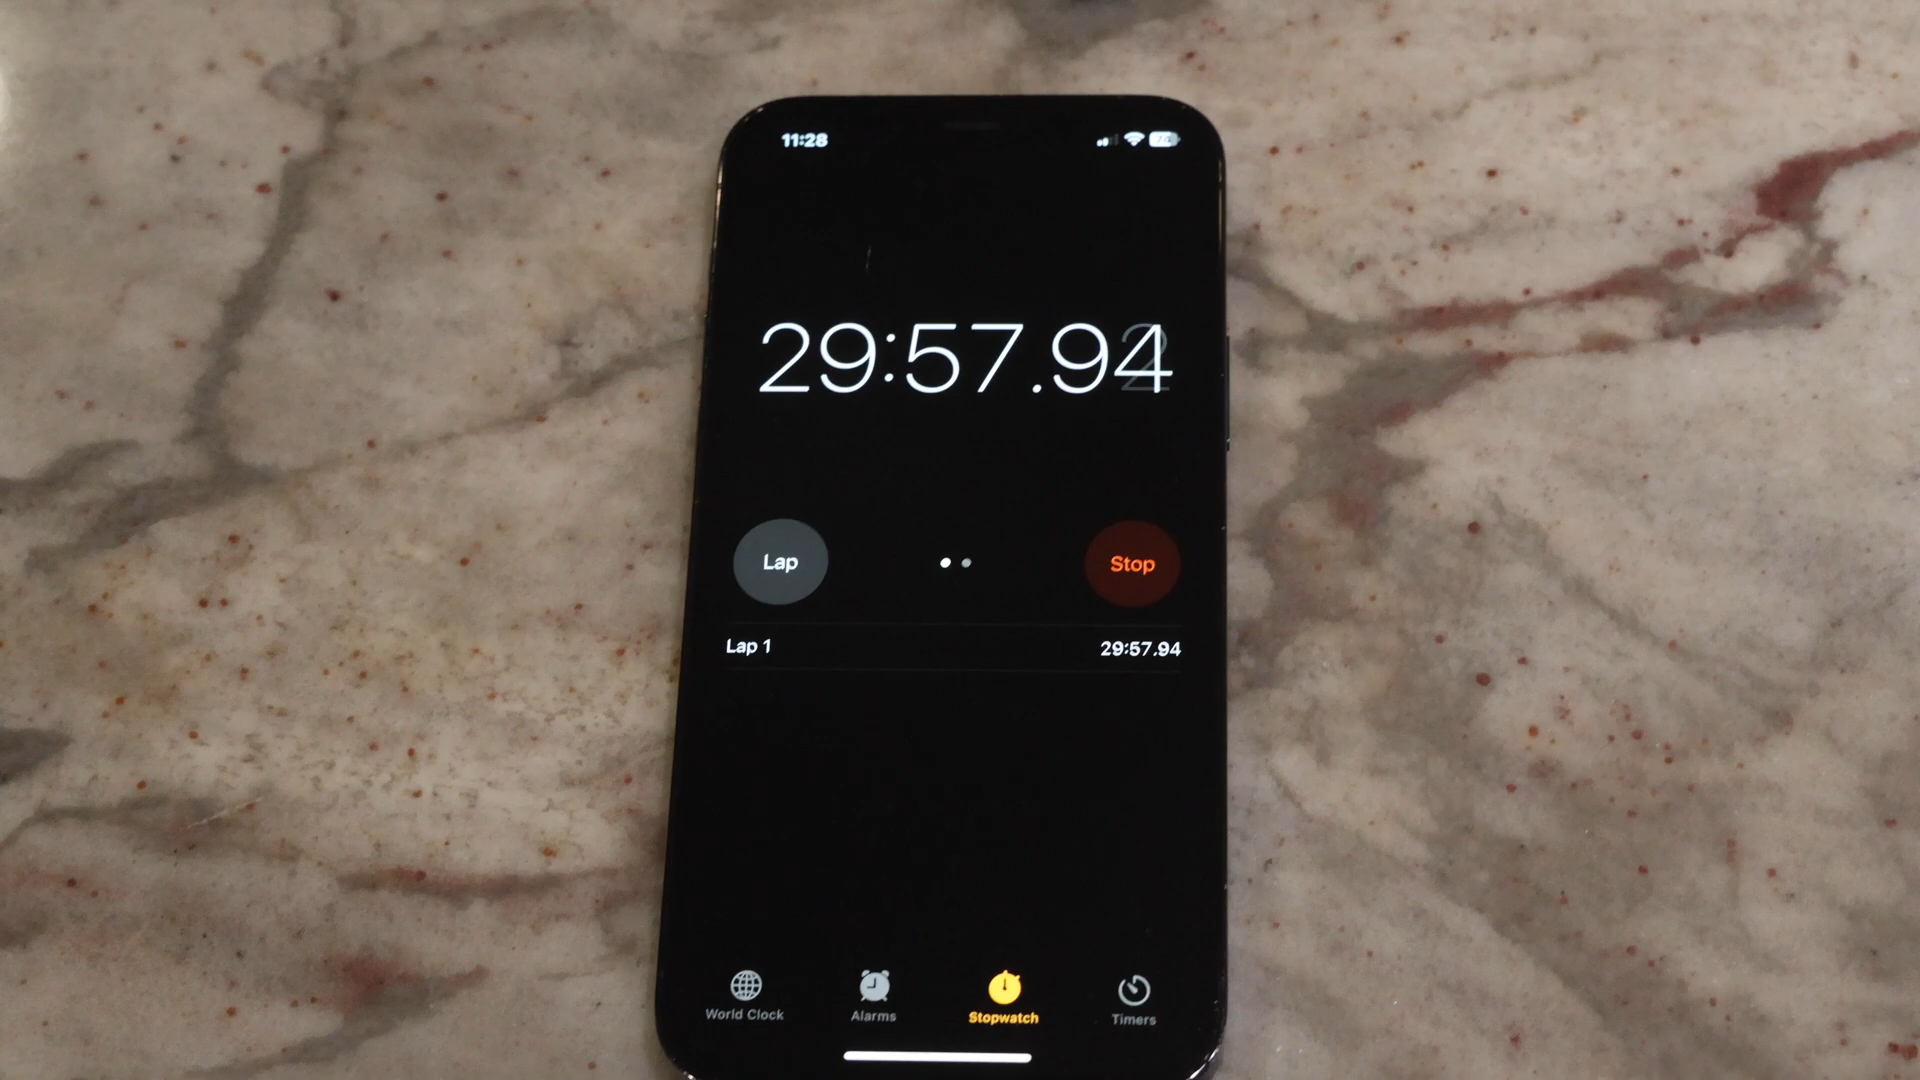 11:28
29:57.94
Lap
Stop
Lap 1 29:57.94
World Clock Alarms Stopwatch Timers